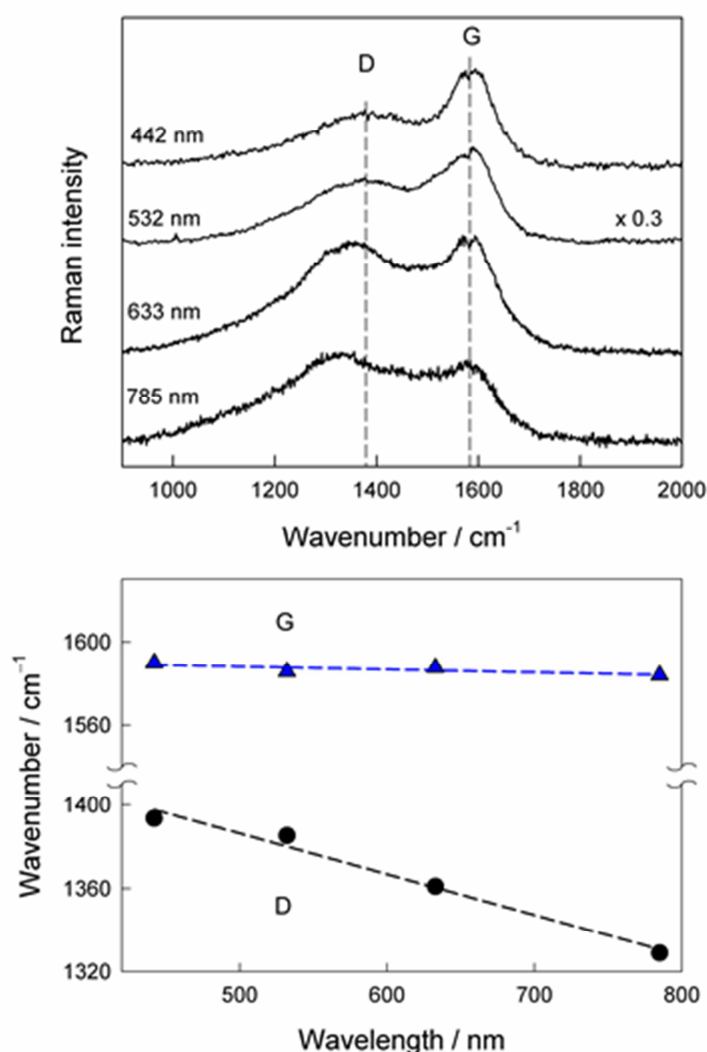 G
D
442 nm
532 nm
x 0.3
633 nm
785 nm
Raman intensity
1000 1200 1400 1600 1800 2000
Wavenumber / cm⁻¹
G
1600
1560
1400
1360
1320
D
Wavenumber / cm⁻¹
500 600 700 800
Wavelength / nm